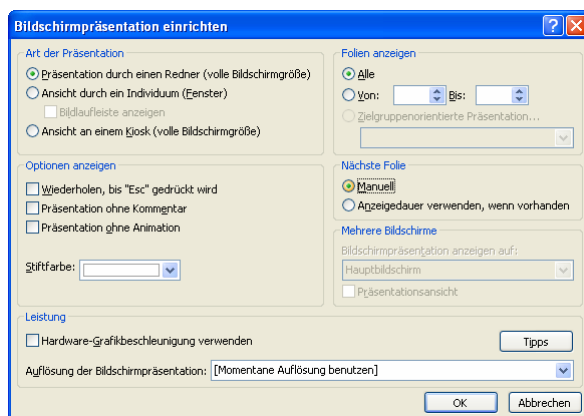 Bildschirmpräsentation einrichten
Art der Präsentation
Präsentation durch einen Redner (volle Bildschirmgröße)
Ansicht durch ein Individuum (Fenster)
Bildlaufleiste anzeigen
Ansicht an einem Kiosk (volle Bildschirmgröße)
Folien anzeigen
Alle
Von: Bis:
Zielgruppenorientierte Präsentation...
Optionen anzeigen
Wiederholen, bis "Esc" gedrückt wird
Präsentation ohne Kommentar
Präsentation ohne Animation
Stiftfarbe:
Nächste Folie
Manuell
Anzeigedauer verwenden, wenn vorhanden
Mehrere Bildschirme
Bildschirmpräsentation anzeigen auf:
Hauptbildschirm
Präsentationsansicht
Leistung
Hardware-Grafikbeschleunigung verwenden
Tipps
Auflösung der Bildschirmpräsentation: [Momentane Auflösung benutzen]
OK Abbrechen